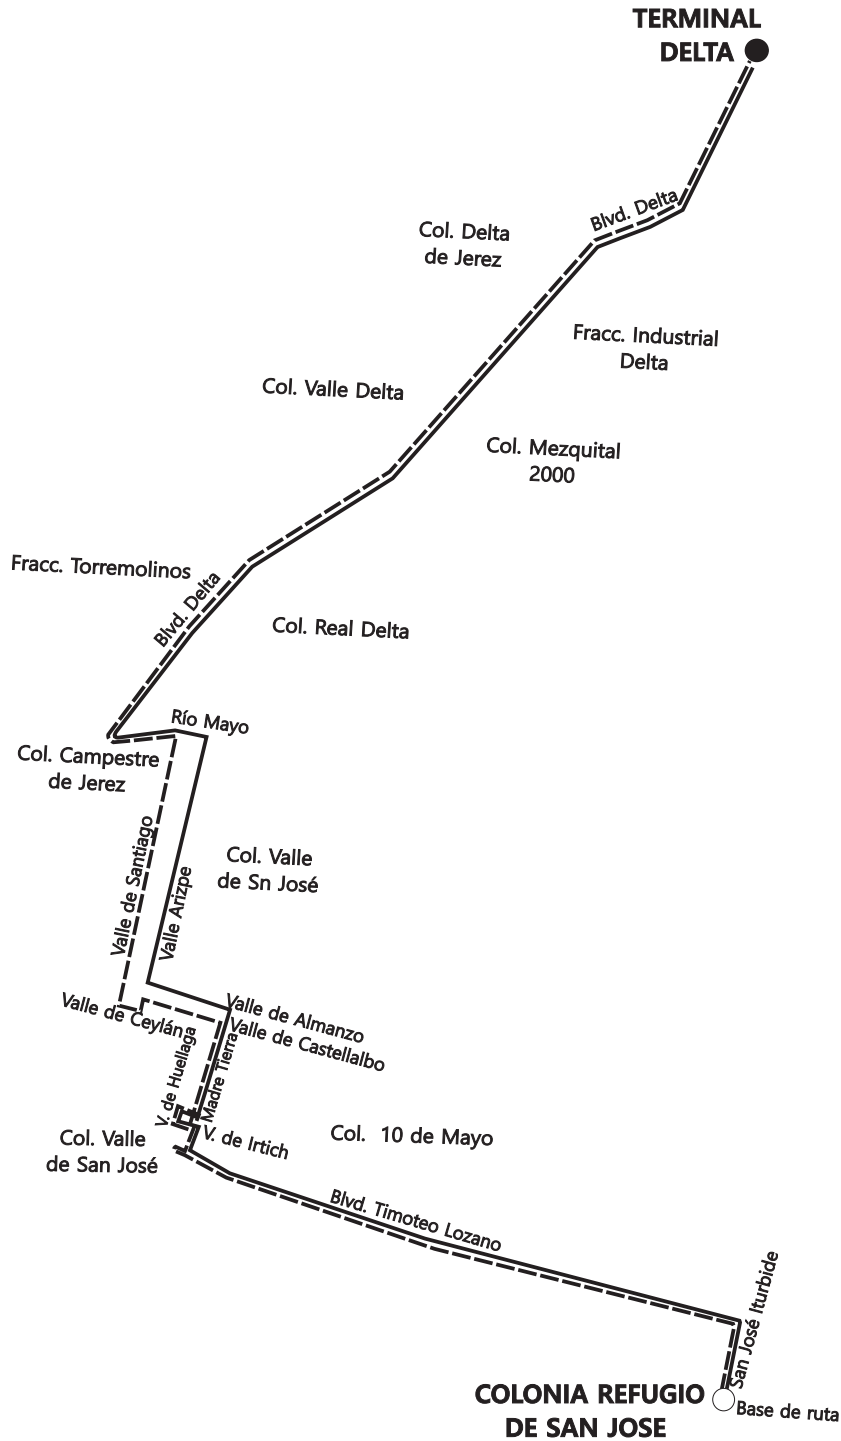 TERMINAL
DELTA
Blvd. Delta
Col. Delta
de Jerez
Fracc. Industrial
Delta
Col. Valle Delta
Col. Mezquital
2000
Fracc. Torremolinos
Blvd. Delta
Col. Real Delta
Río Mayo
Col. Campestre
de Jerez
Valle de Santiago
Valle Arizpe
Col. Valle
de Sn José
Valle de Ceylán
Valle de Almanzo
Valle de Castellalbo
V. de Huellaga
Madre Tierra
V. de Irtich
Col. Valle
de San José
Col. 10 de Mayo
Blvd. Timoteo Lozano
San José Iturbide
COLONIA REFUGIO
DE SAN JOSE
Base de ruta